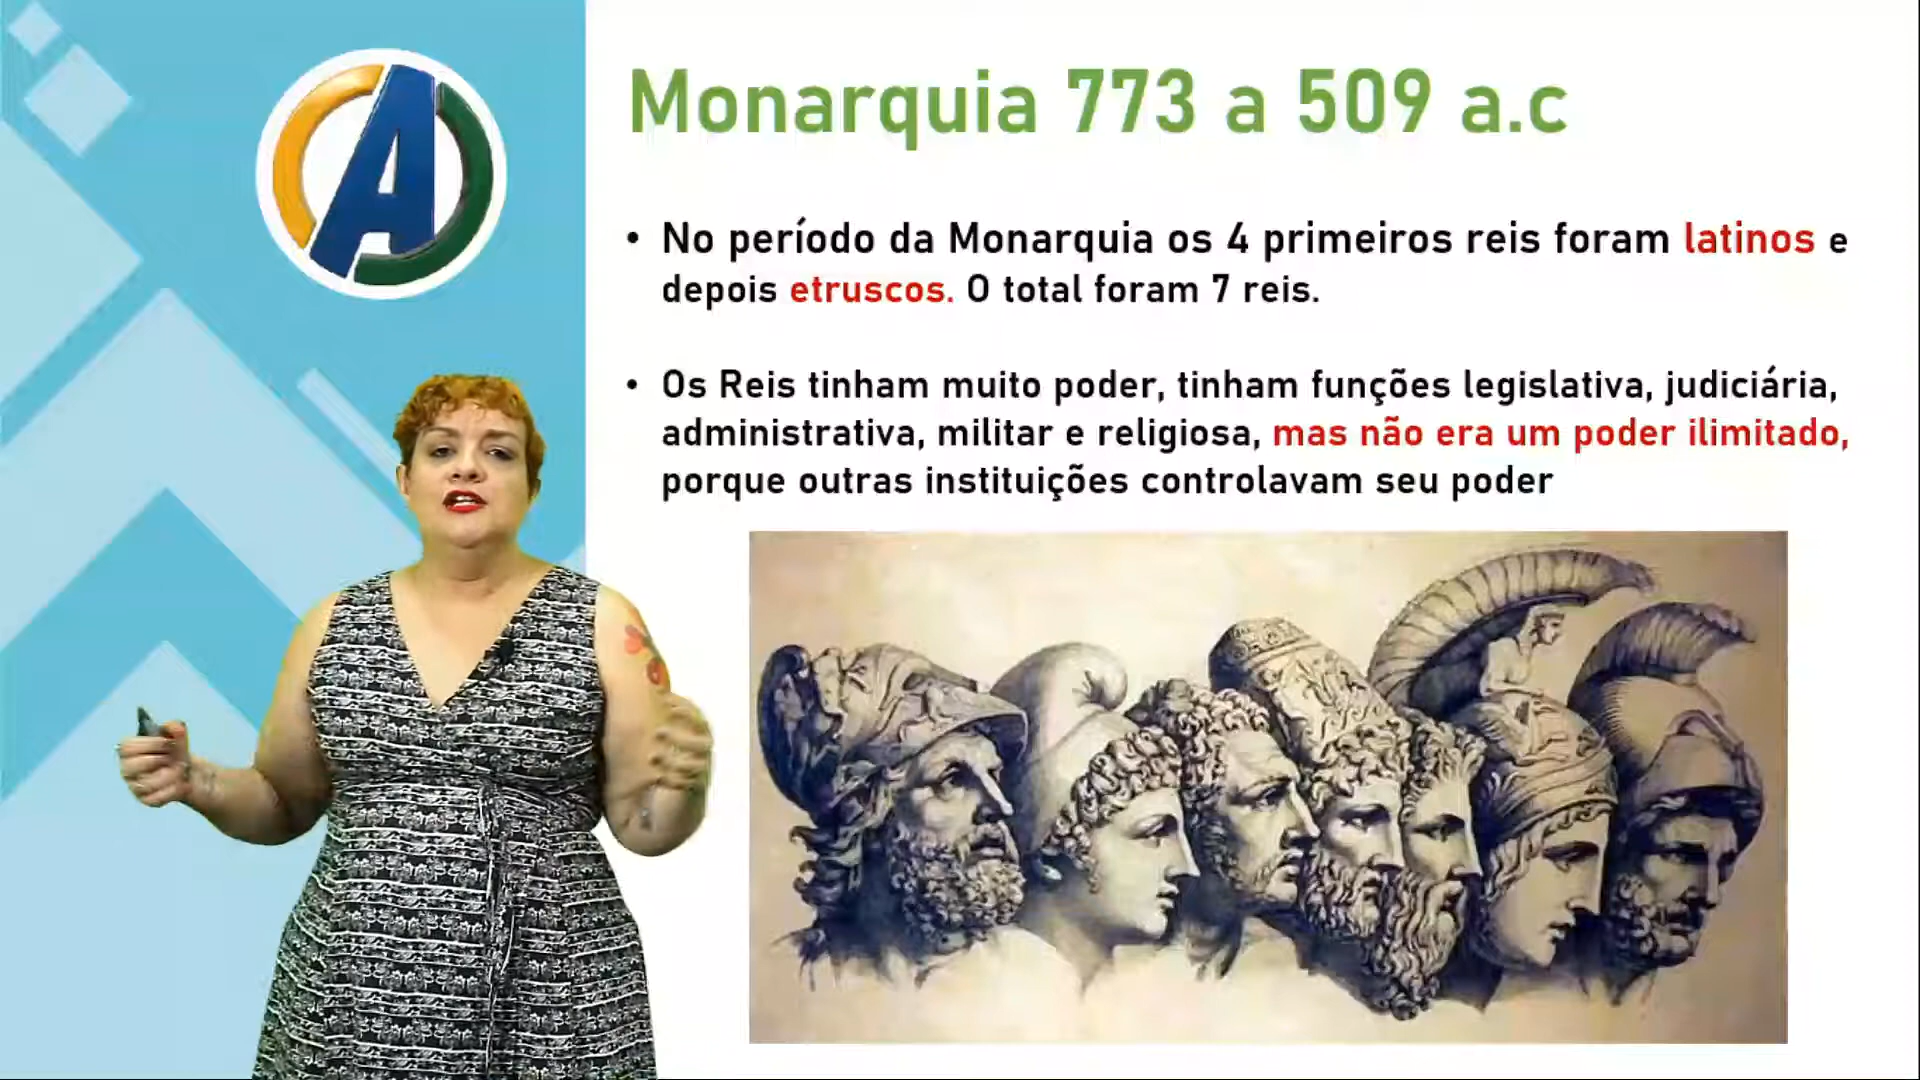 A
Monarquia 773 a 509 a.c
• No período da Monarquia os 4 primeiros reis foram latinos e
depois etruscos. O total foram 7 reis.
• Os Reis tinham muito poder, tinham funções legislativa, judiciária,
administrativa, militar e religiosa, mas não era um poder ilimitado,
porque outras instituições controlavam seu poder